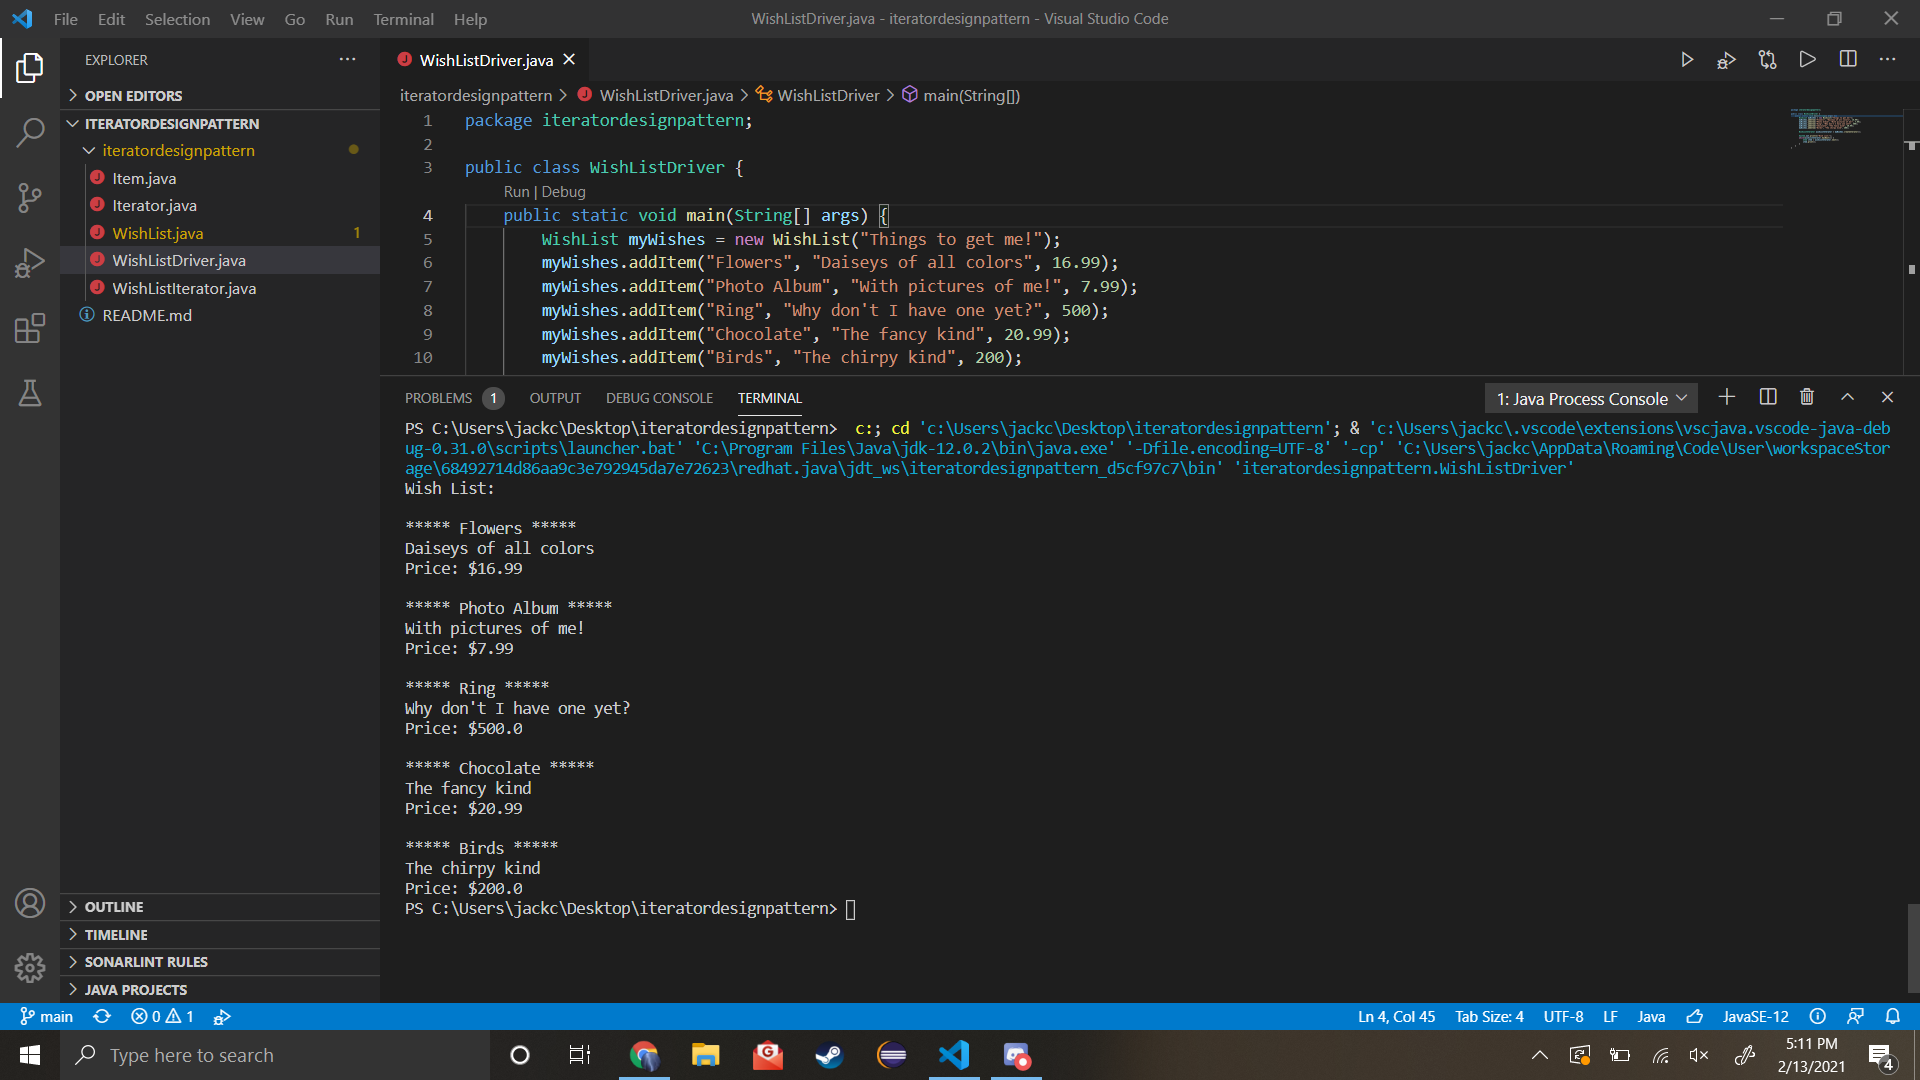 File Edit Selection View Go Run Terminal Help
WishListDriver.java - iteratordesignpattern - Visual Studio Code
EXPLORER
OPEN EDITORS
ITERATORDESIGNPATTERN
iteratordesignpattern
Item.java
Iterator.java
WishList.java 1
WishListDriver.java
WishListIterator.java
README.md
OUTLINE
TIMELINE
SONARLINT RULES
JAVA PROJECTS
WishListDriver.java
iteratordesignpattern > WishListDriver.java > WishListDriver > main(String[])
1 package iteratordesignpattern;
2
3 public class WishListDriver {
Run | Debug
4 public static void main(String[] args) {
5 WishList myWishes = new WishList("Things to get me!");
6 myWishes.addItem("Flowers", "Daiseys of all colors", 16.99);
7 myWishes.addItem("Photo Album", "With pictures of me!", 7.99);
8 myWishes.addItem("Ring", "Why don't I have one yet?", 500);
9 myWishes.addItem("Chocolate", "The fancy kind", 20.99);
10 myWishes.addItem("Birds", "The chirpy kind", 200);
PROBLEMS 1 OUTPUT DEBUG CONSOLE TERMINAL
1: Java Process Console
PS C:\Users\jackc\Desktop\iteratordesignpattern>  c:; cd 'c:\Users\jackc\Desktop\iteratordesignpattern'; & 'c:\Users\jackc\.vscode\extensions\vscjava.vscode-java-deb
ug-0.31.0\scripts\launcher.bat' 'C:\Program Files\Java\jdk-12.0.2\bin\java.exe' '-Dfile.encoding=UTF-8' '-cp' 'C:\Users\jackc\AppData\Roaming\Code\User\workspaceStor
age\68492714d86aa9c3e792945da7e72623\redhat.java\jdt_ws\iteratordesignpattern_d5cf97c7\bin' 'iteratordesignpattern.WishListDriver'
Wish List:
***** Flowers *****
Daiseys of all colors
Price: $16.99
***** Photo Album *****
With pictures of me!
Price: $7.99
***** Ring *****
Why don't I have one yet?
Price: $500.0
***** Chocolate *****
The fancy kind
Price: $20.99
***** Birds *****
The chirpy kind
Price: $200.0
PS C:\Users\jackc\Desktop\iteratordesignpattern>
main 0 1
Ln 4, Col 45 Tab Size: 4 UTF-8 LF Java JavaSE-12
Type here to search
5:11 PM
2/13/2021
4